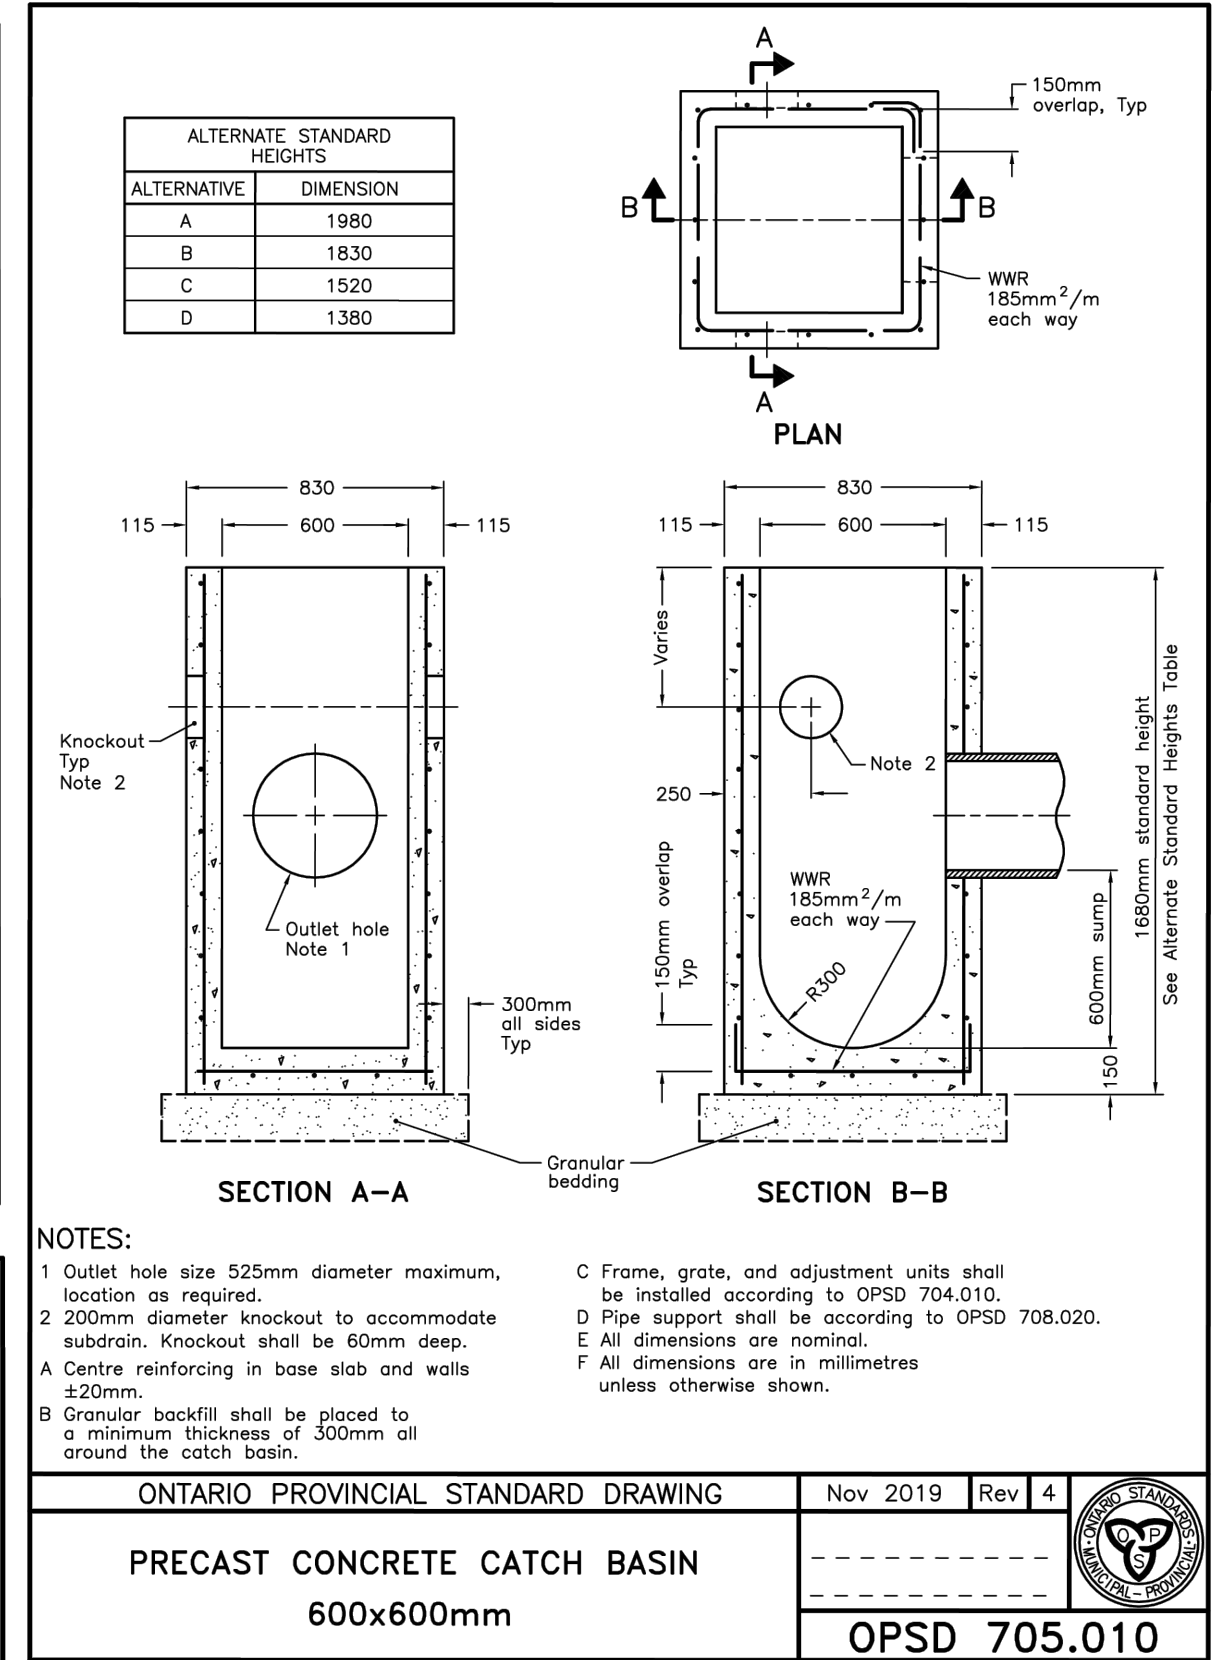 ALTERNATE STANDARD
HEIGHTS
ALTERNATIVE DIMENSION
A 1980
B 1830
C 1520
D 1380
A
150mm
overlap, Typ
B
B
WWR
185mm²/m
each way
A
PLAN
830
115
600
115
Knockout
Typ
Note 2
Outlet hole
Note 1
300mm
all sides
Typ
SECTION A–A
830
115
600
115
Varies
Note 2
250
150mm overlap
Typ
WWR
185mm²/m
each way
R300
600mm sump
150
1680mm standard height
See Alternate Standard Heights Table
Granular
bedding
SECTION B–B
NOTES:
1 Outlet hole size 525mm diameter maximum,
location as required.
2 200mm diameter knockout to accommodate
subdrain. Knockout shall be 60mm deep.
A Centre reinforcing in base slab and walls
±20mm.
B Granular backfill shall be placed to
a minimum thickness of 300mm all
around the catch basin.
C Frame, grate, and adjustment units shall
be installed according to OPSD 704.010.
D Pipe support shall be according to OPSD 708.020.
E All dimensions are nominal.
F All dimensions are in millimetres
unless otherwise shown.
ONTARIO PROVINCIAL STANDARD DRAWING
Nov 2019 Rev 4
PRECAST CONCRETE CATCH BASIN
600x600mm
ONTARIO STANDARDS
MUNICIPAL – PROVINCIAL
O P
S
OPSD 705.010